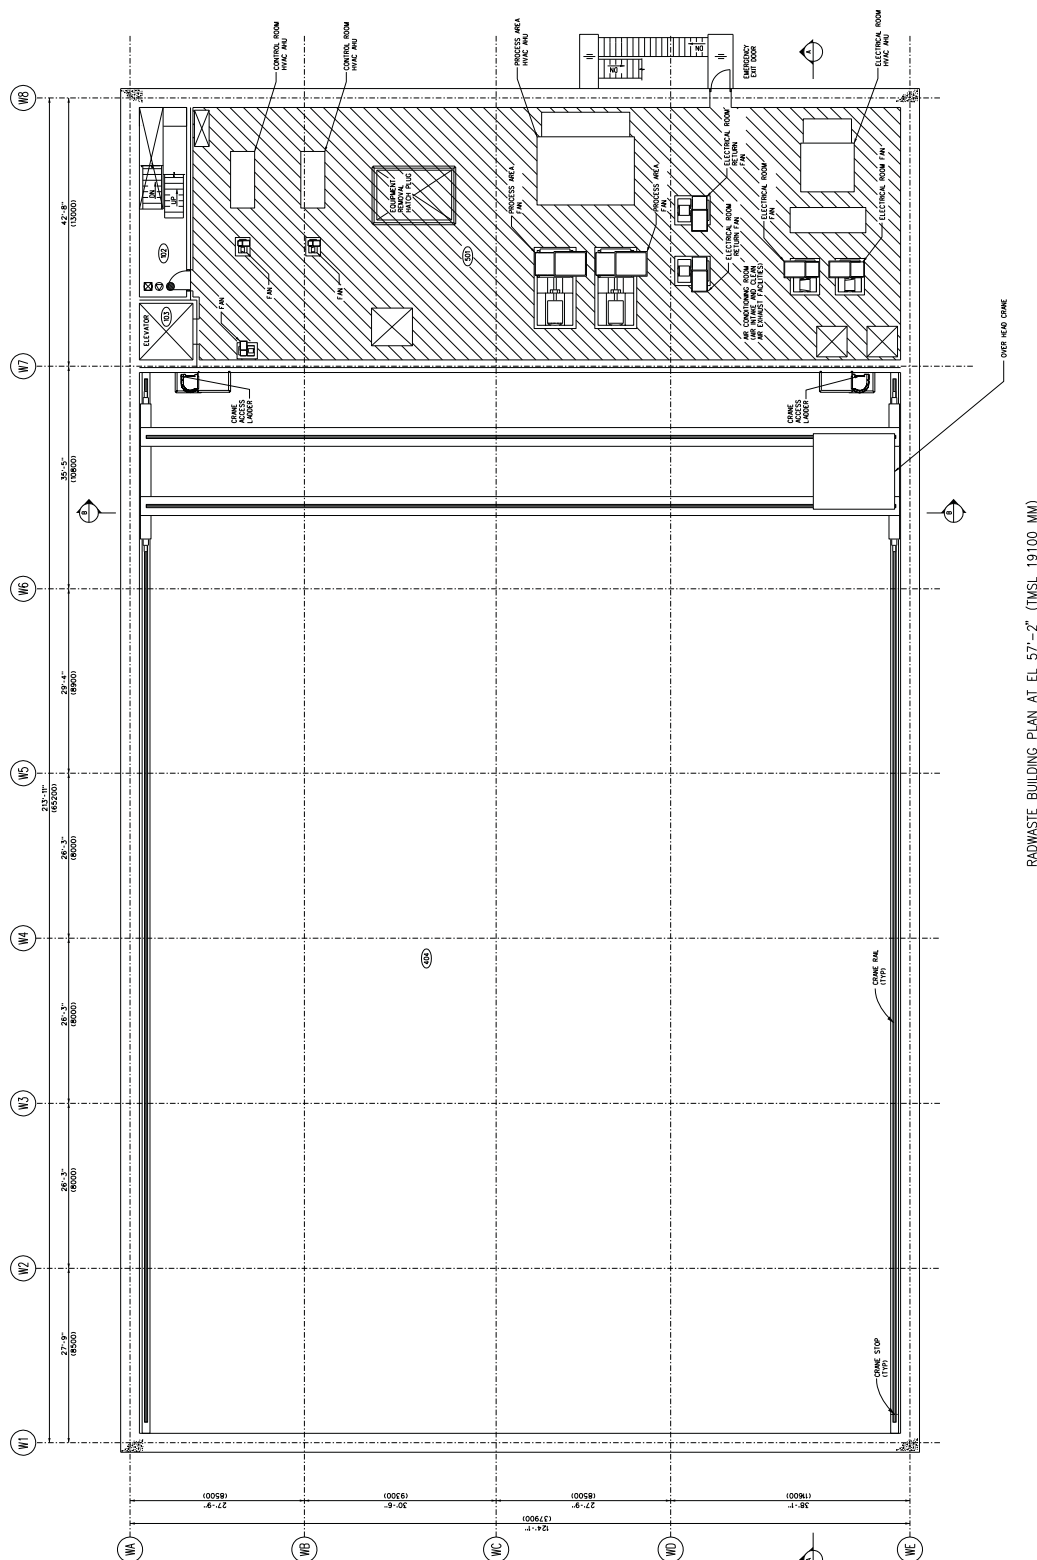 CONTROL ROOM
HVAC AHU
CONTROL ROOM
HVAC AHU
PROCESS AREA
HVAC AHU
DN
DN
EMERGENCY
EXIT DOOR
A
ELECTRICAL ROOM
HVAC AHU
W8
DN
UP
EQUIPMENT
REMOVAL
HATCH PLUG
PROCESS AREA
FAN
PROCESS AREA
FAN
ELECTRICAL ROOM
RETURN
FAN
ELECTRICAL ROOM
FAN
ELECTRICAL ROOM FAN
42'-8"
(13000)
102
501
ELECTRICAL ROOM
RETURN FAN
FAN
FAN
FAN
AIR CONDITIONING ROOM
(AIR INTAKE AND CLEAN
AIR EXHAUST FACILITIES)
ELEVATOR
103
W7
CRANE
ACCESS
LADDER
CRANE
ACCESS
LADDER
OVER HEAD CRANE
35'-5"
(10800)
B
B
W6
29'-4"
(8900)
W5
213'-11"
(65200)
26'-3"
(8000)
W4
404
CRANE RAIL
(TYP)
26'-3"
(8000)
W3
26'-3"
(8000)
W2
27'-9"
(8500)
CRANE STOP
(TYP)
W1
27'-9"
(8500)
30'-6"
(9300)
27'-9"
(8500)
38'-1"
(11600)
124'-1"
(37900)
WA
WB
WC
WD
WE
RADWASTE BUILDING PLAN AT EL 57'-2" (TMSL 19100 MM)